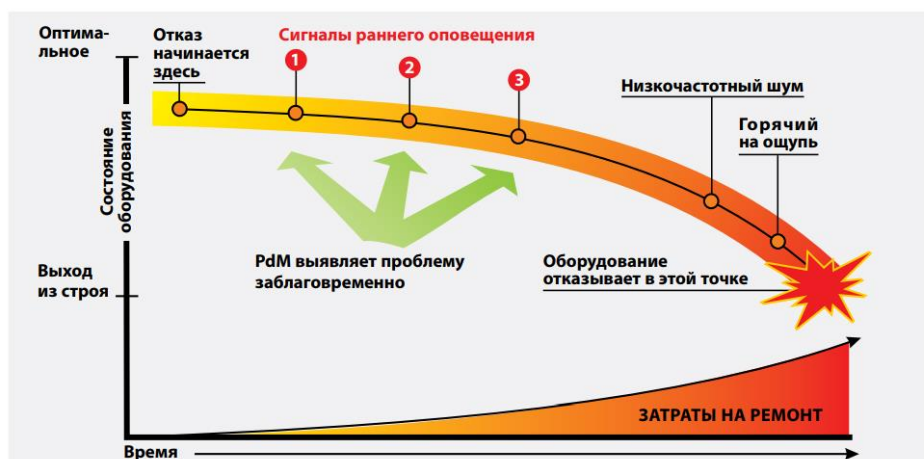 Оптима-
льное
Отказ
начинается
здесь
Сигналы раннего оповещения
1
2
3
Низкочастотный шум
Горячий
на ощупь
Состояние
оборудования
PdM выявляет проблему
заблаговременно
Оборудование
отказывает в этой точке
Выход
из строя
ЗАТРАТЫ НА РЕМОНТ
Время